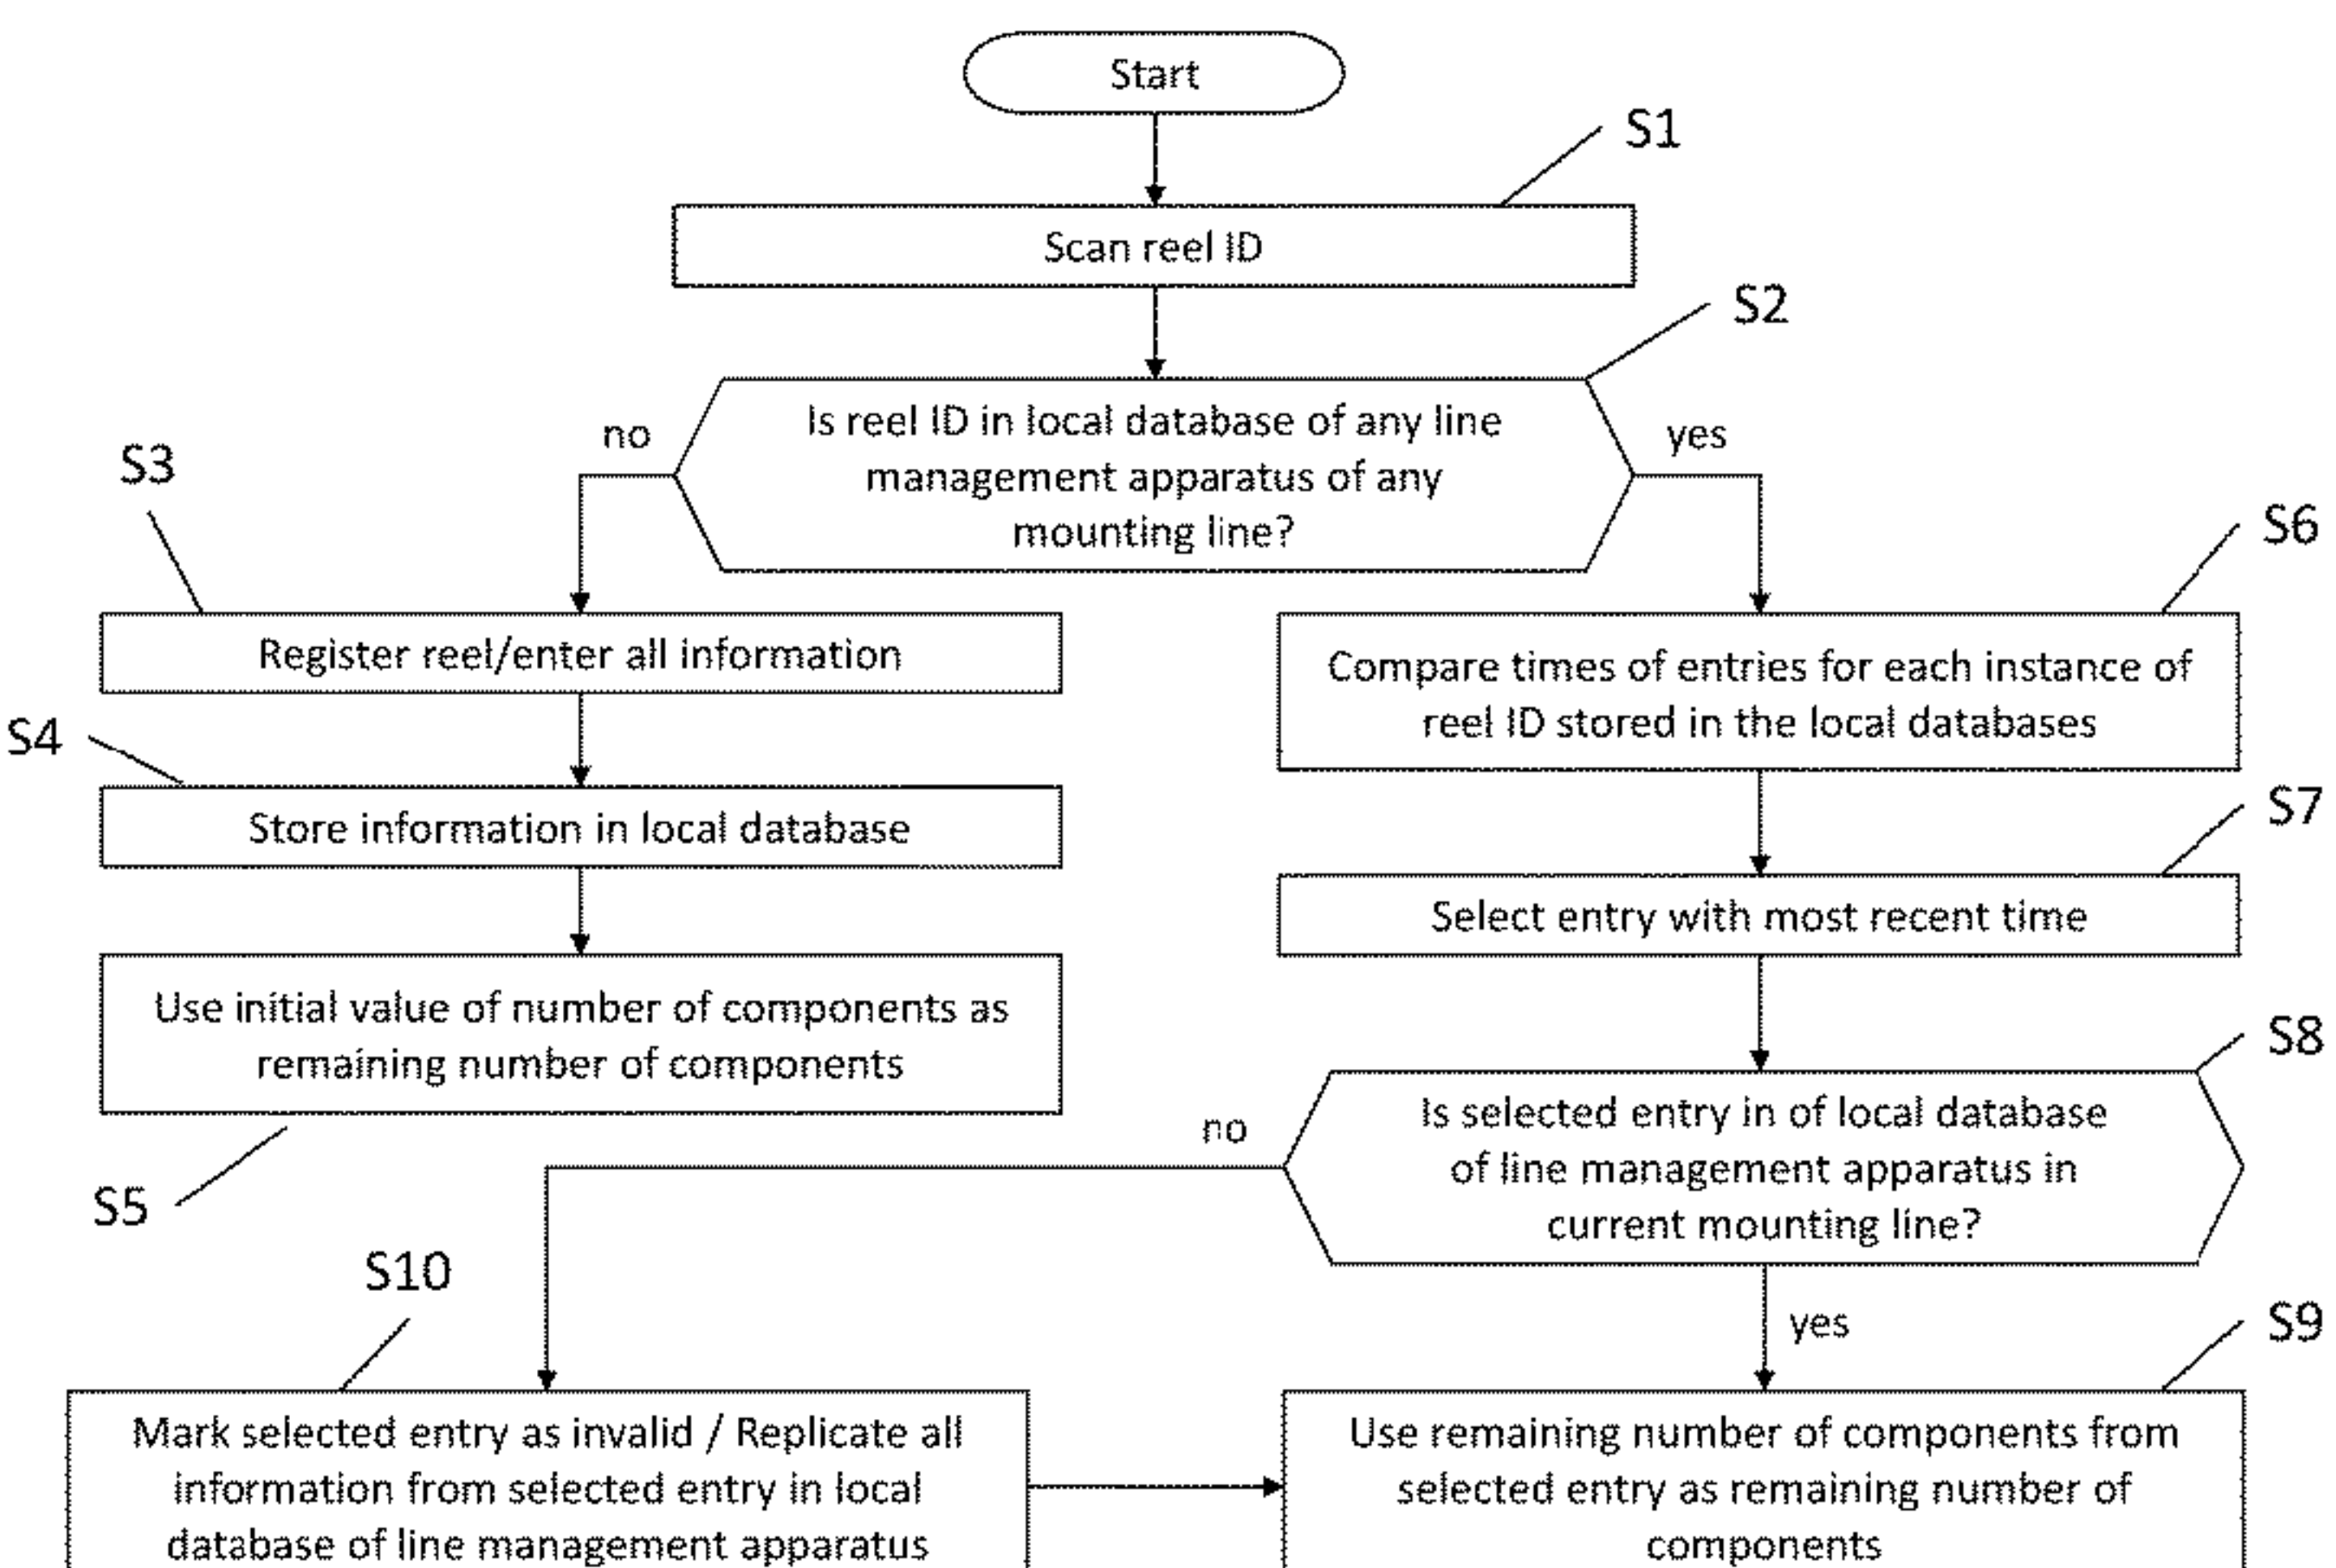 Start
S1
Scan reel ID
S2
Is reel ID in local database of any line
management apparatus of any
mounting line?
no
yes
S3
S6
Register reel/enter all information
Compare times of entries for each instance of
reel ID stored in the local databases
S4
Store information in local database
S7
Select entry with most recent time
Use initial value of number of components as
remaining number of components
S5
S8
Is selected entry in of local database
of line management apparatus in
current mounting line?
no
yes
S10
S9
Mark selected entry as invalid / Replicate all
information from selected entry in local
database of line management apparatus
Use remaining number of components from
selected entry as remaining number of
components